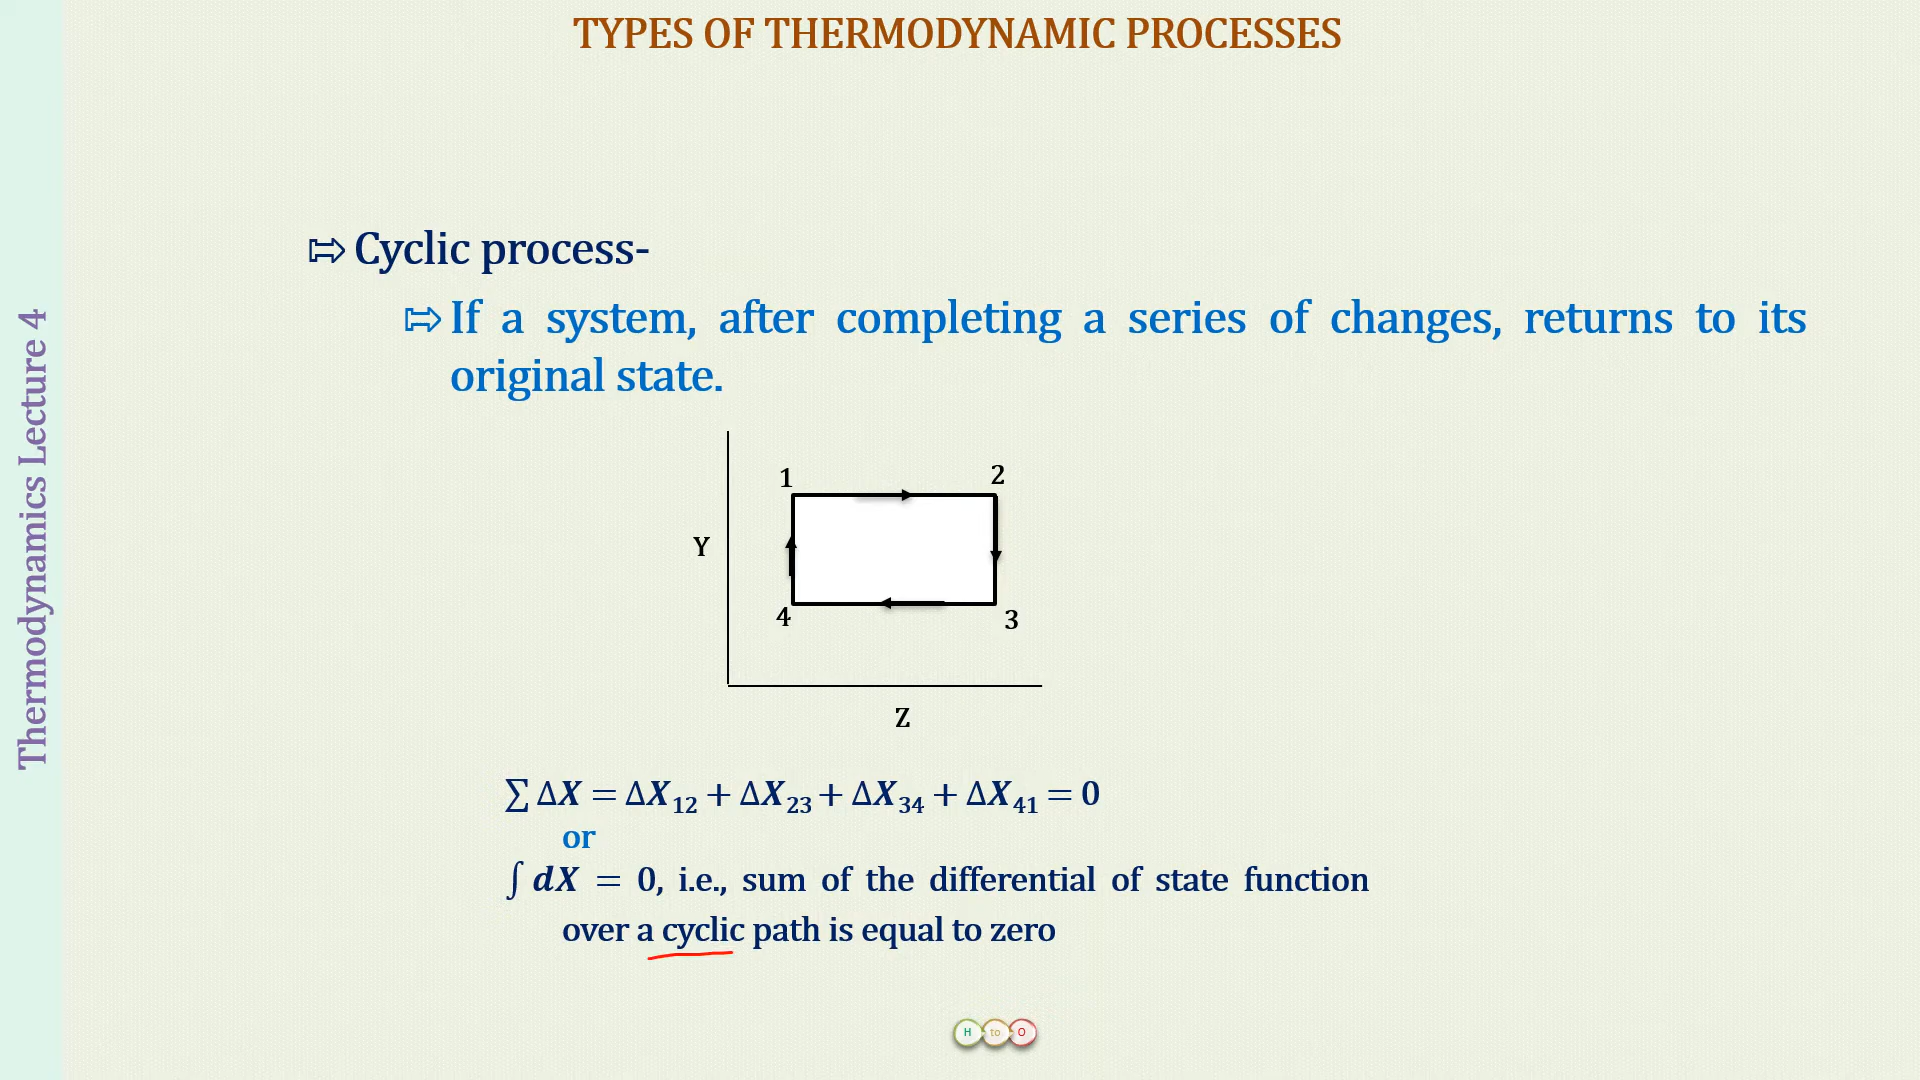 TYPES OF THERMODYNAMIC PROCESSES
Thermodynamics Lecture 4
⇰ Cyclic process-
⇰ If a system, after completing a series of changes, returns to its
original state.
1
2
Y
4
3
Z
∑ ΔX = ΔX₁₂ + ΔX₂₃ + ΔX₃₄ + ΔX₄₁ = 0
or
∫ dX = 0, i.e., sum of the differential of state function
over a cyclic path is equal to zero
H to O